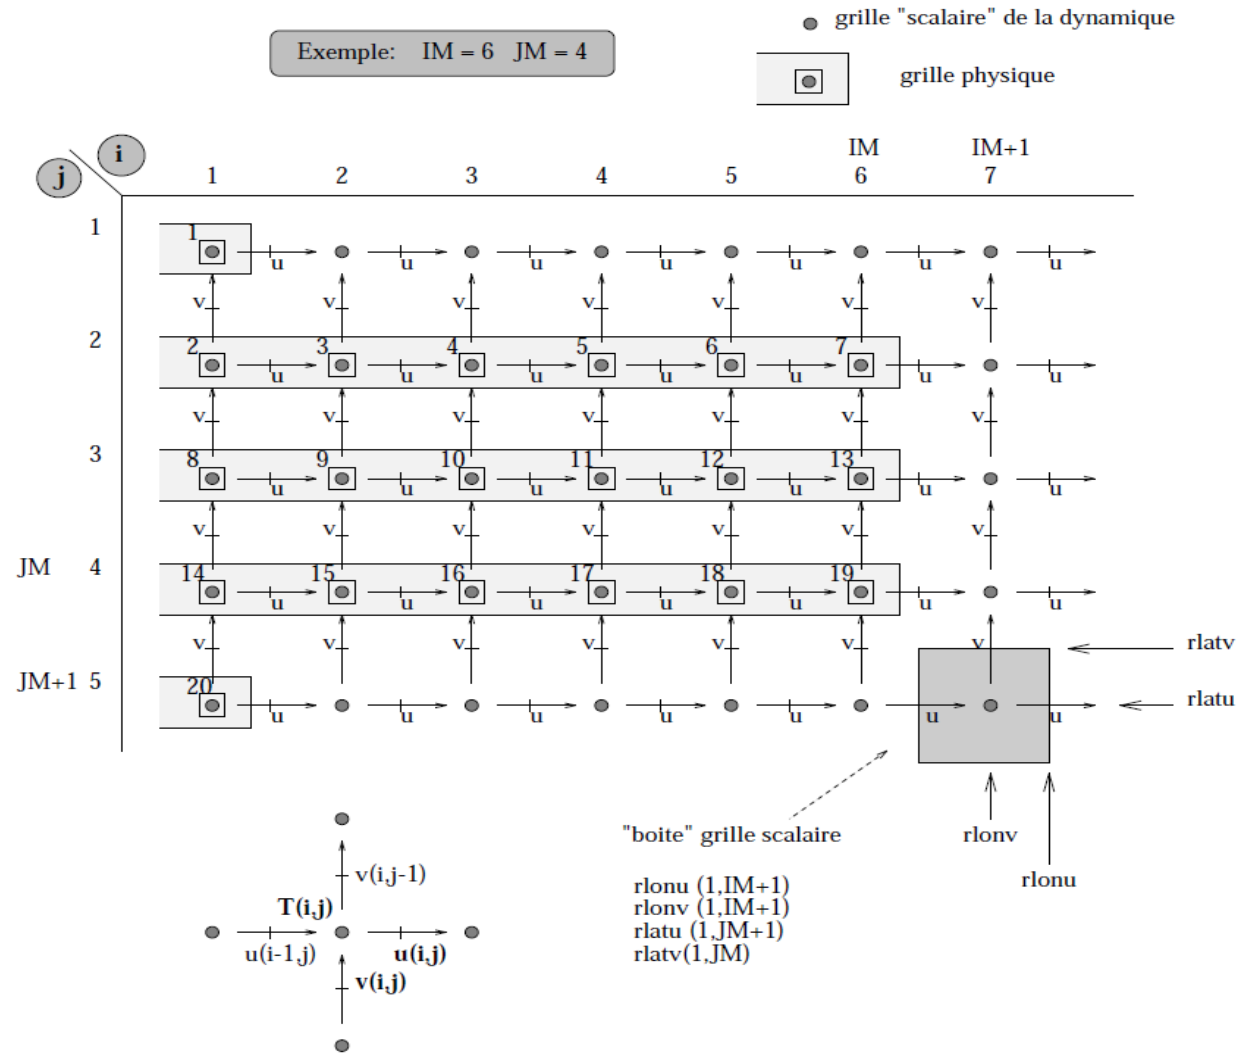 grille "scalaire" de la dynamique
Exemple: IM = 6 JM = 4
grille physique
i
j
IM IM+1
1 2 3 4 5 6 7
1
1
u u u u u u u
v v v v v v v
2
2 3 4 5 6 7
u u u u u u u
v v v v v v v
3
8 9 10 11 12 13
u u u u u u u
v v v v v v v
JM 4
14 15 16 17 18 19
u u u u u u u
v v v v v v v
rlatv
JM+1 5
20
rlatu
u u u u u u u
"boite" grille scalaire
rlonv
rlonu
rlonu (1,IM+1)
rlonv (1,IM+1)
rlatu (1,JM+1)
rlatv(1,JM)
v(i,j-1)
T(i,j)
u(i-1,j) u(i,j)
v(i,j)